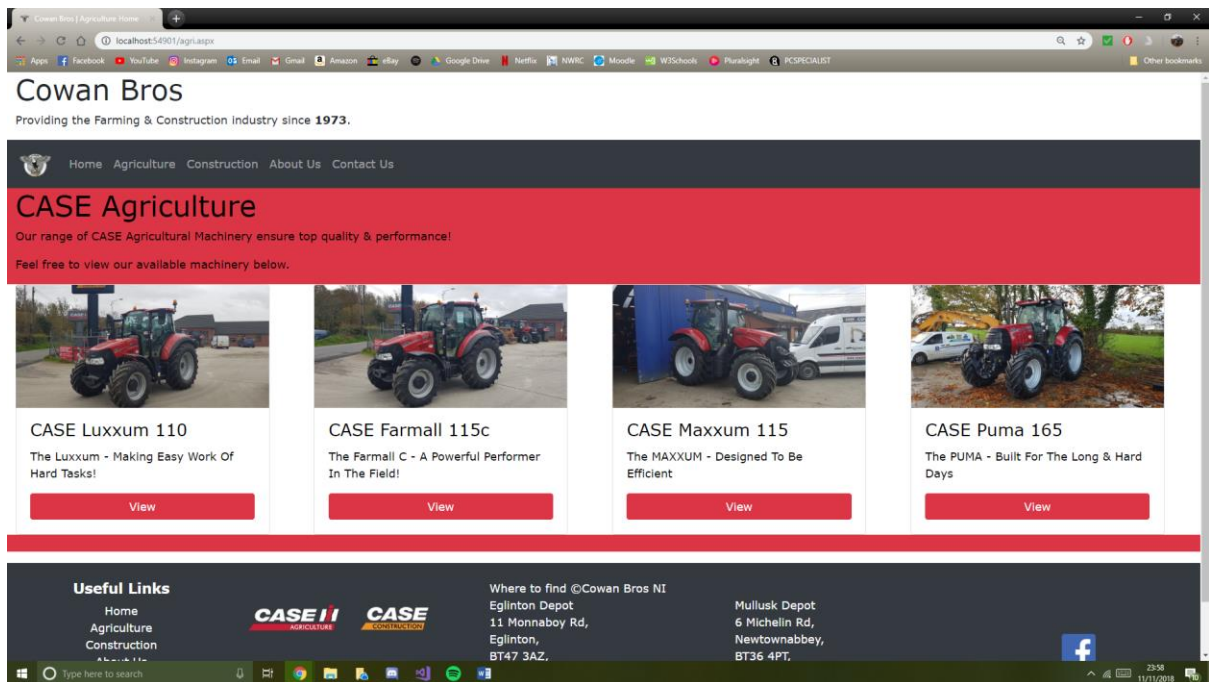 Cowan Bros | Agriculture Home
localhost:54901/agri.aspx
Apps Facebook YouTube Instagram Email Gmail Amazon eBay Google Drive Netflix NWRC Moodle W3Schools Pluralsight PCSPECIALIST Other bookmarks
Cowan Bros
Providing the Farming & Construction industry since 1973.
Home Agriculture Construction About Us Contact Us
CASE Agriculture
Our range of CASE Agricultural Machinery ensure top quality & performance!
Feel free to view our available machinery below.
CASE Luxxum 110
The Luxxum - Making Easy Work Of
Hard Tasks!
View
CASE Farmall 115c
The Farmall C - A Powerful Performer
In The Field!
View
CASE Maxxum 115
The MAXXUM - Designed To Be
Efficient
View
CASE Puma 165
The PUMA - Built For The Long & Hard
Days
View
Useful Links
Home
Agriculture
Construction
About Us
CASE IH
AGRICULTURE
CASE
CONSTRUCTION
Where to find ©Cowan Bros NI
Eglinton Depot
11 Monnaboy Rd,
Eglinton,
BT47 3AZ,
Mullusk Depot
6 Michelin Rd,
Newtownabbey,
BT36 4PT,
Type here to search
23:58
11/11/2018